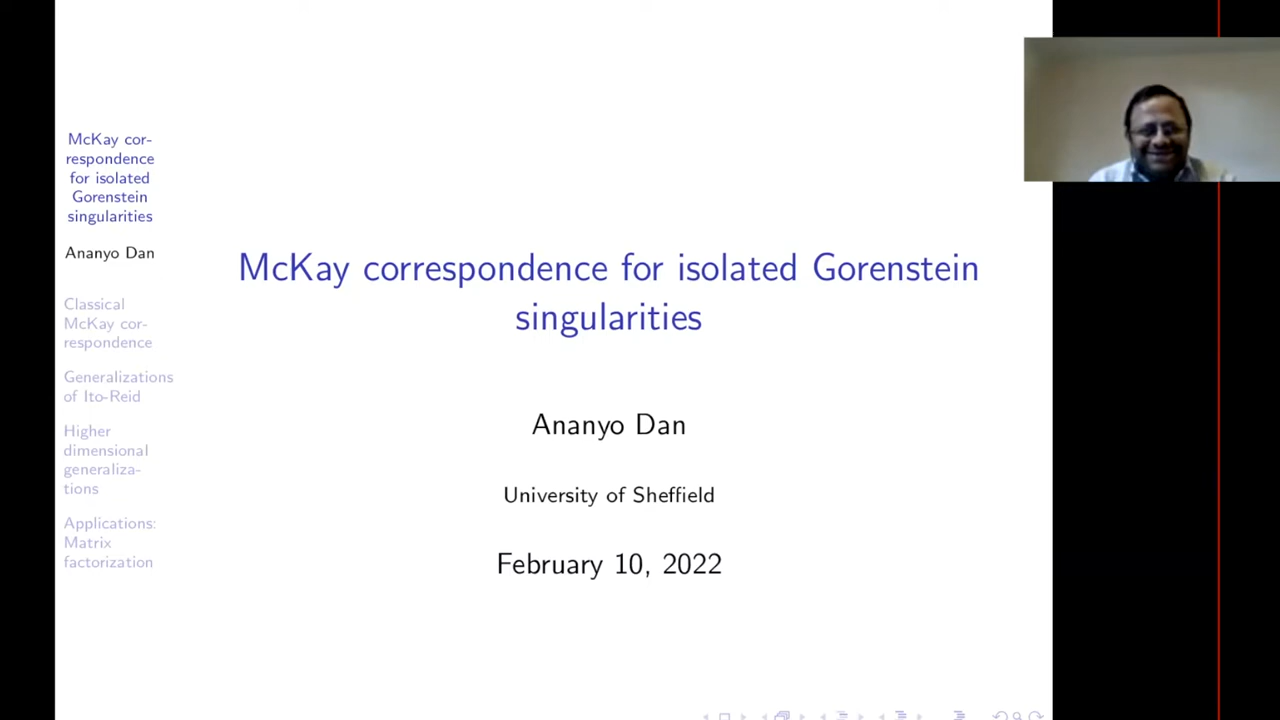 McKay cor-
respondence
for isolated
Gorenstein
singularities
Ananyo Dan
Classical
McKay cor-
respondence
Generalizations
of Ito-Reid
Higher
dimensional
generaliza-
tions
Applications:
Matrix
factorization
McKay correspondence for isolated Gorenstein
singularities
Ananyo Dan
University of Sheffield
February 10, 2022